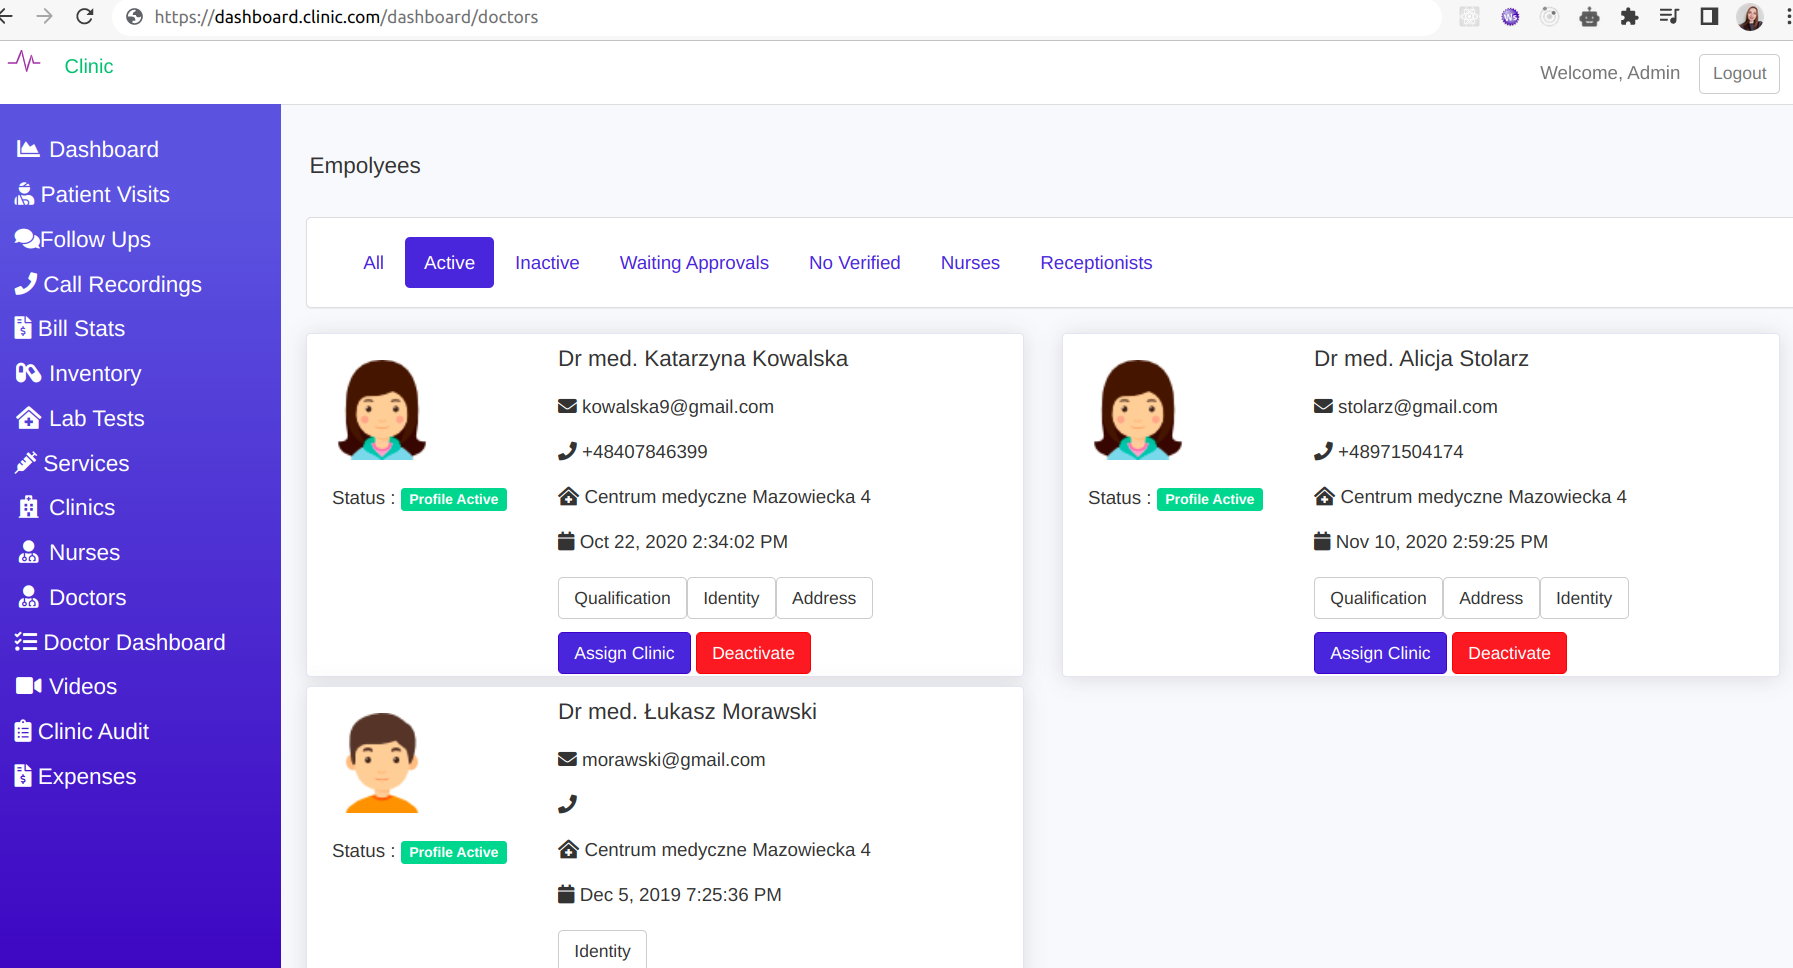 https://dashboard.clinic.com/dashboard/doctors
Clinic
Welcome, Admin
Logout
Dashboard
Patient Visits
Follow Ups
Call Recordings
Bill Stats
Inventory
Lab Tests
Services
Clinics
Nurses
Doctors
Doctor Dashboard
Videos
Clinic Audit
Expenses
Empolyees
All Active Inactive Waiting Approvals No Verified Nurses Receptionists
Dr med. Katarzyna Kowalska
kowalska9@gmail.com
+48407846399
Status : Profile Active
Centrum medyczne Mazowiecka 4
Oct 22, 2020 2:34:02 PM
Qualification Identity Address
Assign Clinic Deactivate
Dr med. Alicja Stolarz
stolarz@gmail.com
+48971504174
Status : Profile Active
Centrum medyczne Mazowiecka 4
Nov 10, 2020 2:59:25 PM
Qualification Address Identity
Assign Clinic Deactivate
Dr med. Łukasz Morawski
morawski@gmail.com
Status : Profile Active
Centrum medyczne Mazowiecka 4
Dec 5, 2019 7:25:36 PM
Identity